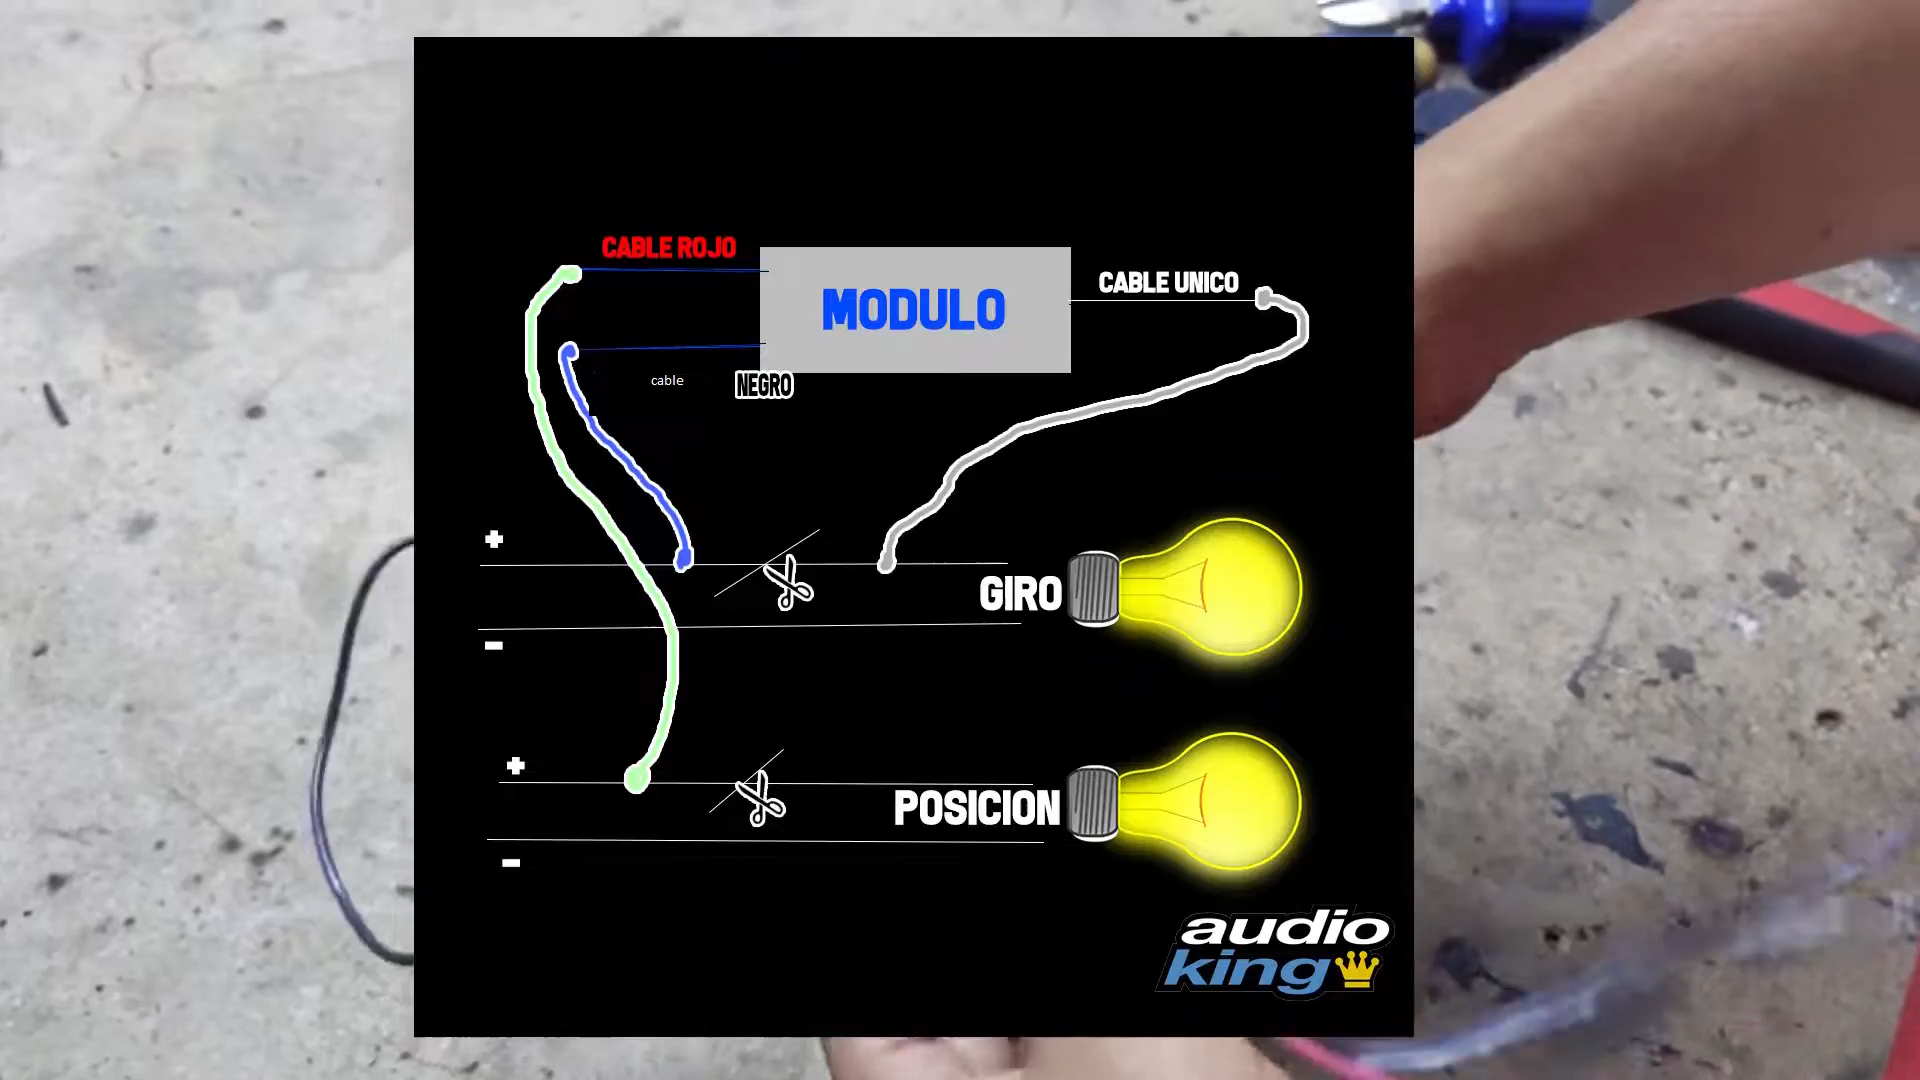 CABLE ROJO
MODULO
CABLE UNICO
cable NEGRO
+
GIRO
-
+
POSICION
-
audio
king